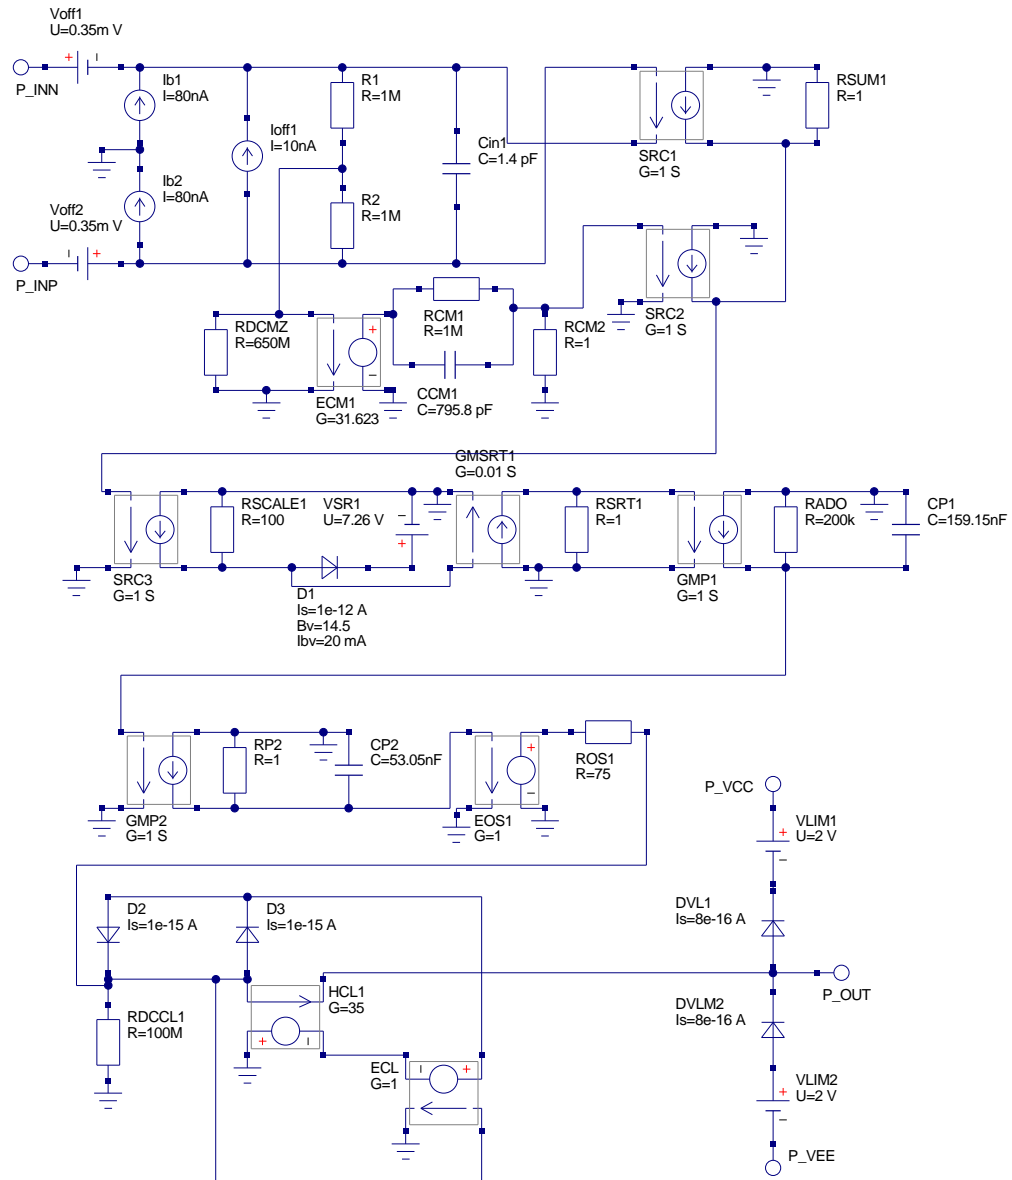 Voff1
U=0.35m V
P_INN
Ib1
I=80nA
Ioff1
I=10nA
R1
R=1M
Cin1
C=1.4 pF
SRC1
G=1 S
RSUM1
R=1
Ib2
I=80nA
R2
R=1M
Voff2
U=0.35m V
P_INP
SRC2
G=1 S
RDCMZ
R=650M
ECM1
G=31.623
RCM1
R=1M
CCM1
C=795.8 pF
RCM2
R=1
SRC3
G=1 S
RSCALE1
R=100
VSR1
U=7.26 V
D1
Is=1e-12 A
Bv=14.5
Ibv=20 mA
GMSRT1
G=0.01 S
RSRT1
R=1
GMP1
G=1 S
RADO
R=200k
CP1
C=159.15nF
GMP2
G=1 S
RP2
R=1
CP2
C=53.05nF
EOS1
G=1
ROS1
R=75
P_VCC
VLIM1
U=2 V
D2
Is=1e-15 A
D3
Is=1e-15 A
DVL1
Is=8e-16 A
HCL1
G=35
P_OUT
RDCCL1
R=100M
DVLM2
Is=8e-16 A
ECL
G=1
VLIM2
U=2 V
P_VEE